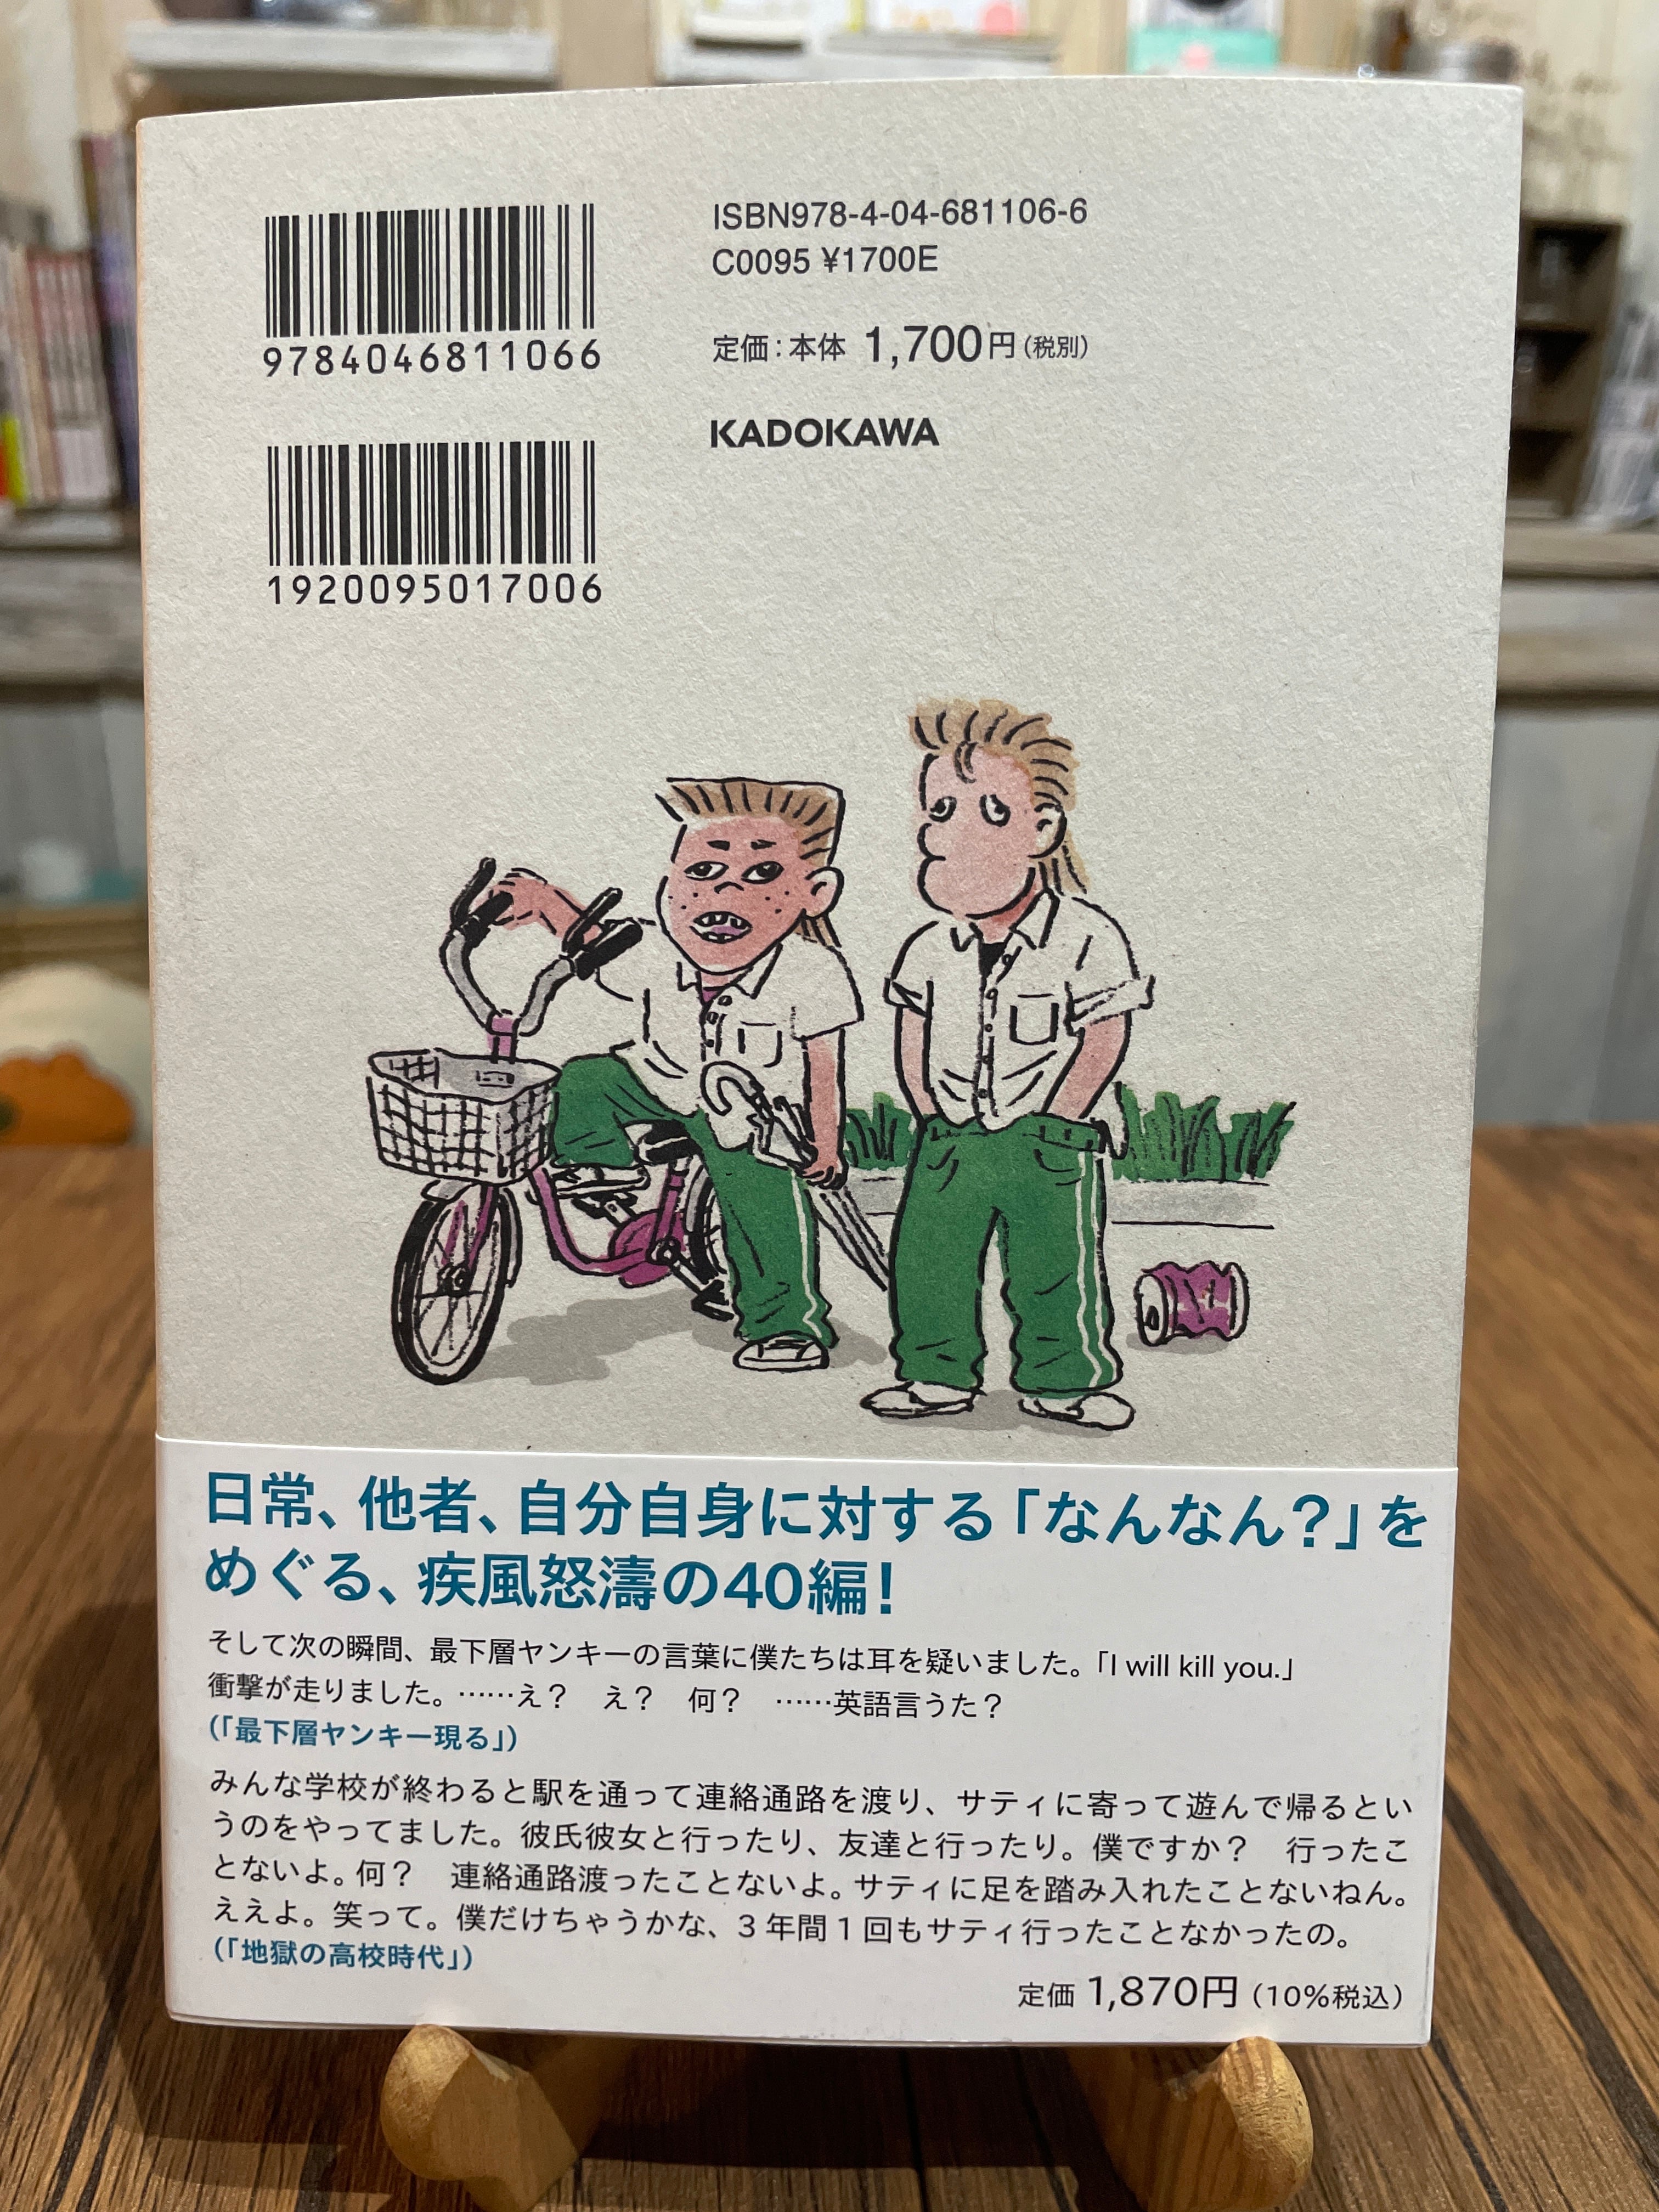 9784046811066
1920095017006
ISBN978-4-04-681106-6
C0095 ¥1700E
定価：本体 1,700円（税別）
KADOKAWA
日常、他者、自分自身に対する「なんなん？」を
めぐる、疾風怒濤の40編！
そして次の瞬間、最下層ヤンキーの言葉に僕たちは耳を疑いました。「I will kill you.」
衝撃が走りました。……え？　え？　何？　……英語言うた？
（「最下層ヤンキー現る」）
みんな学校が終わると駅を通って連絡通路を渡り、サティに寄って遊んで帰るとい
うのをやってました。彼氏彼女と行ったり、友達と行ったり。僕ですか？　行ったこ
とないよ。何？　連絡通路渡ったことないよ。サティに足を踏み入れたことないねん。
ええよ。笑って。僕だけちゃうかな、3年間1回もサティ行ったことなかったの。
（「地獄の高校時代」）
定価 1,870円（10%税込）